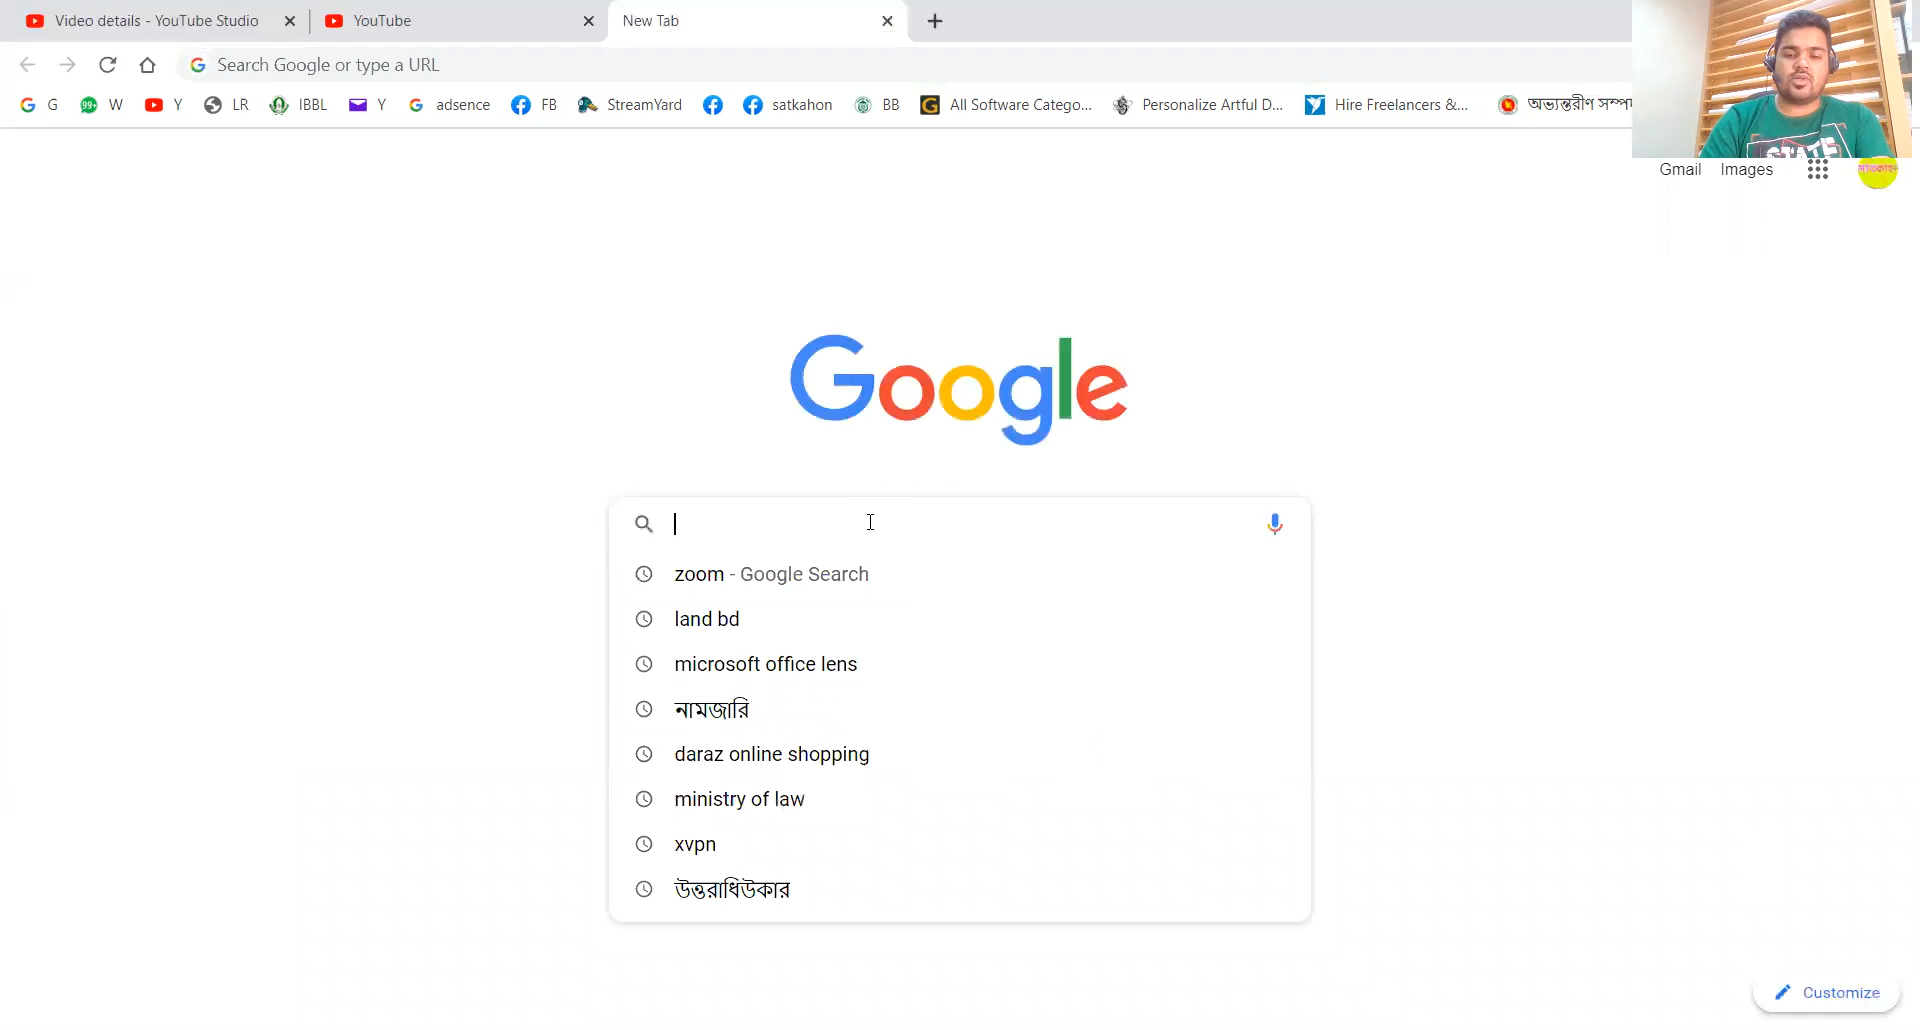 Video details - YouTube Studio
YouTube
New Tab
Search Google or type a URL
G W Y LR IBBL Y adsence FB StreamYard satkahon BB All Software Catego... Personalize Artful D... Hire Freelancers &... অভ্যন্তরীণ
STATE
Gmail Images
Google
zoom - Google Search
land bd
microsoft office lens
নামজারি
daraz online shopping
ministry of law
xvpn
উত্তরাধিউকার
Customize